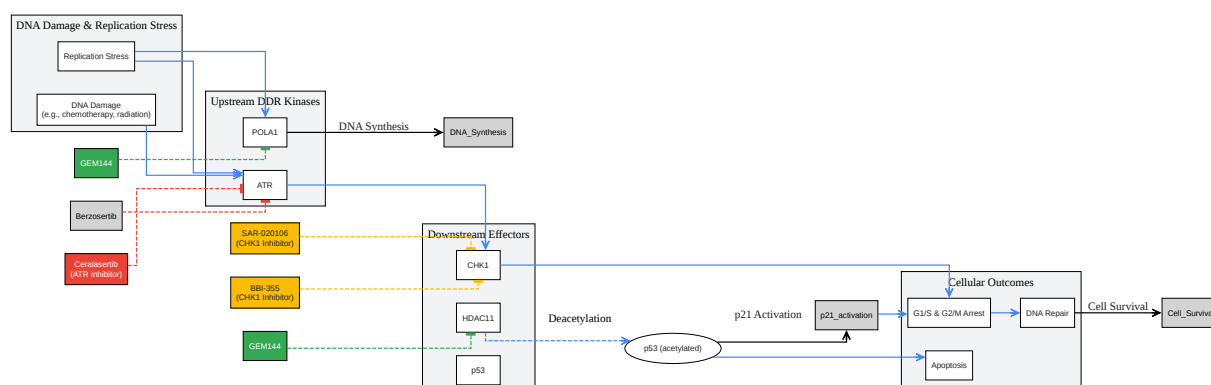 DNA Damage & Replication Stress
Replication Stress
DNA Damage
(e.g., chemotherapy, radiation)
Upstream DDR Kinases
POLA1
DNA Synthesis
DNA_Synthesis
GEM144
ATR
Berzosertib
SAR-020106
(CHK1 Inhibitor)
Downstream Effectors
Ceralasertib
(ATR Inhibitor)
CHK1
BBI-355
(CHK1 Inhibitor)
Cellular Outcomes
HDAC11
Deacetylation
p21 Activation
p21_activation
G1/S & G2/M Arrest
DNA Repair
Cell Survival
Cell_Surviva
GEM144
p53 (acetylated)
p53
Apoptosis